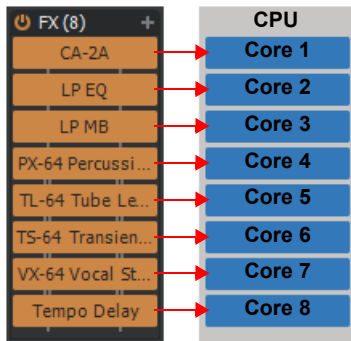 FX (8) +
CPU
CA-2A
Core 1
LP EQ
Core 2
LP MB
Core 3
PX-64 Percussi...
Core 4
TL-64 Tube Le...
Core 5
TS-64 Transien...
Core 6
VX-64 Vocal St...
Core 7
Tempo Delay
Core 8